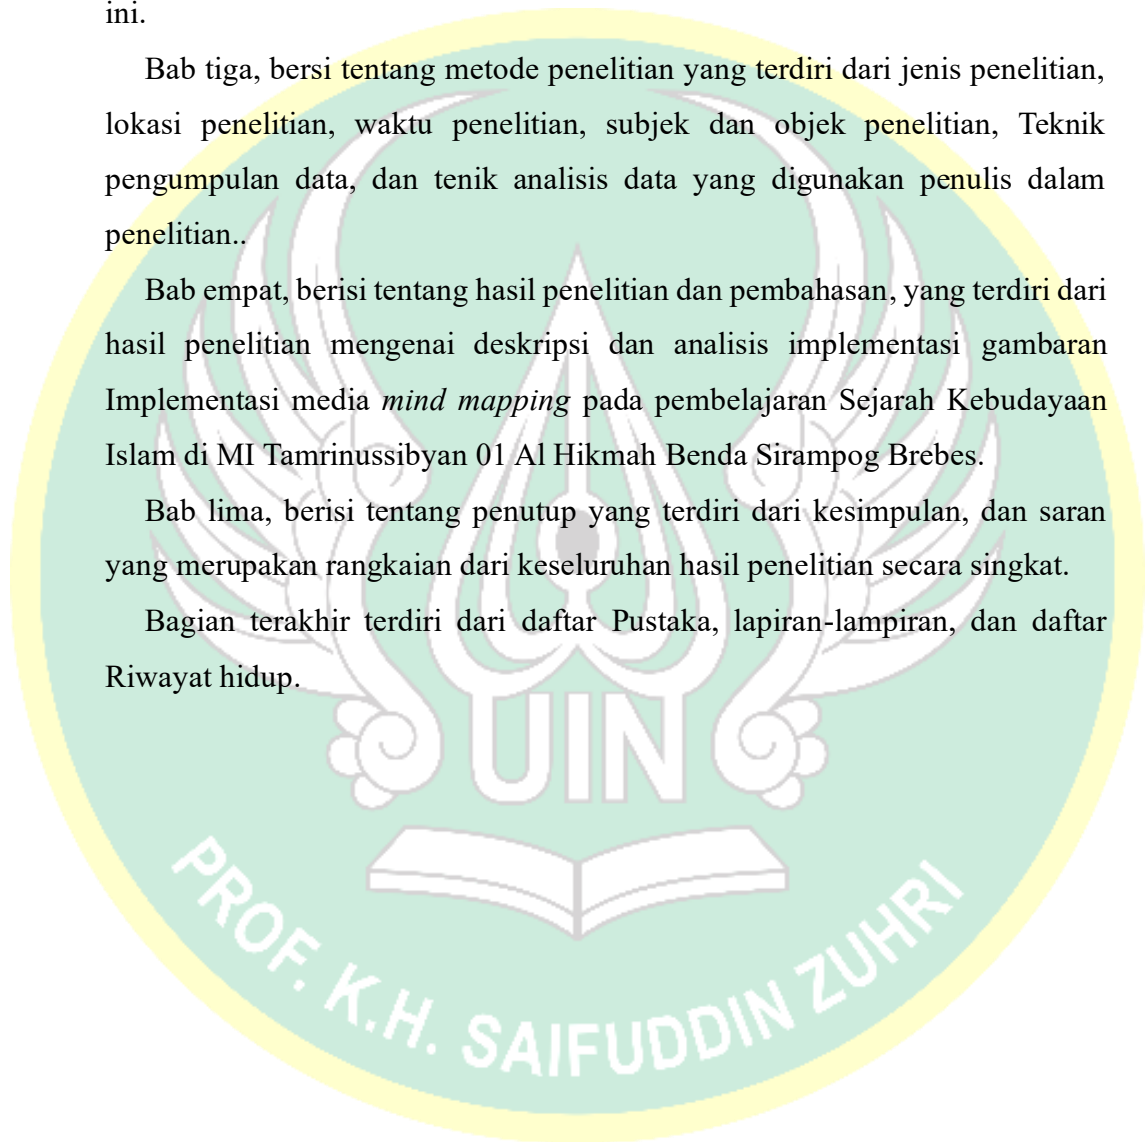 ini.
Bab tiga, bersi tentang metode penelitian yang terdiri dari jenis penelitian,
lokasi penelitian, waktu penelitian, subjek dan objek penelitian, Teknik
pengumpulan data, dan tenik analisis data yang digunakan penulis dalam
penelitian..
Bab empat, berisi tentang hasil penelitian dan pembahasan, yang terdiri dari
hasil penelitian mengenai deskripsi dan analisis implementasi gambaran
Implementasi media mind mapping pada pembelajaran Sejarah Kebudayaan
Islam di MI Tamrinussibyan 01 Al Hikmah Benda Sirampog Brebes.
Bab lima, berisi tentang penutup yang terdiri dari kesimpulan, dan saran
yang merupakan rangkaian dari keseluruhan hasil penelitian secara singkat.
Bagian terakhir terdiri dari daftar Pustaka, lapiran-lampiran, dan daftar
Riwayat hidup.
UIN
PROF. K.H. SAIFUDDIN ZUHRI